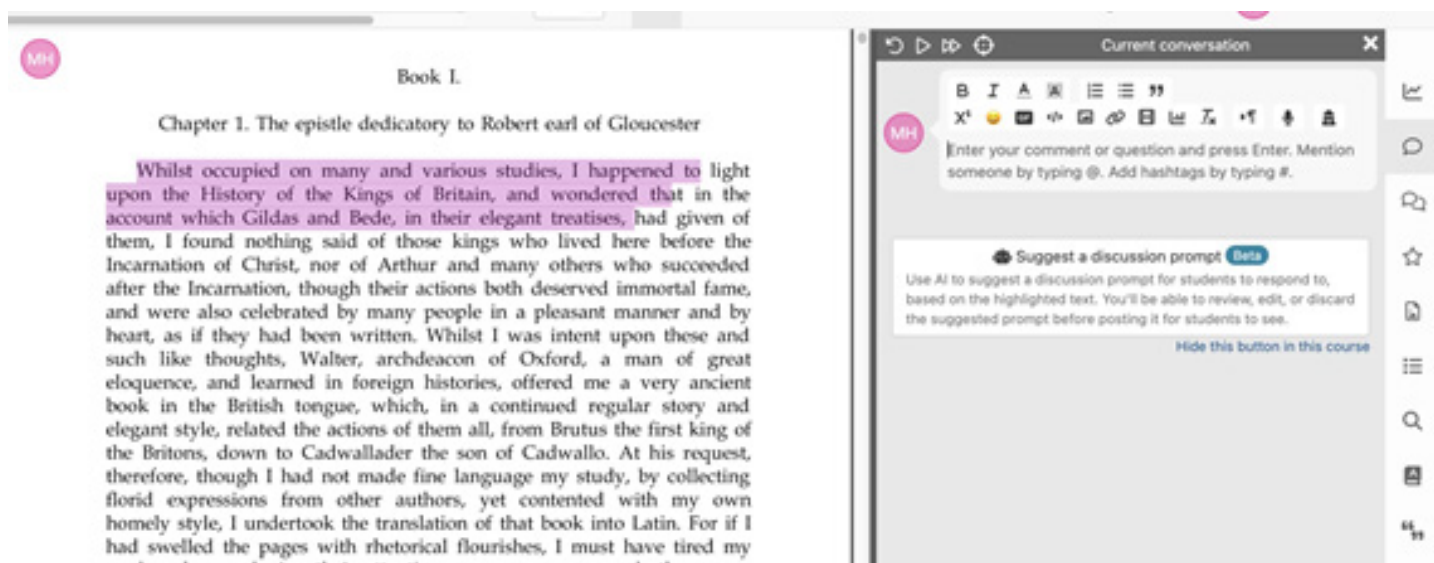 MH
Book I.
Chapter 1. The epistle dedicatory to Robert earl of Gloucester
Whilst occupied on many and various studies, I happened to light
upon the History of the Kings of Britain, and wondered that in the
account which Gildas and Bede, in their elegant treatises, had given of
them, I found nothing said of those kings who lived here before the
Incarnation of Christ, nor of Arthur and many others who succeeded
after the Incarnation, though their actions both deserved immortal fame,
and were also celebrated by many people in a pleasant manner and by
heart, as if they had been written. Whilst I was intent upon these and
such like thoughts, Walter, archdeacon of Oxford, a man of great
eloquence, and learned in foreign histories, offered me a very ancient
book in the British tongue, which, in a continued regular story and
elegant style, related the actions of them all, from Brutus the first king of
the Britons, down to Cadwallader the son of Cadwallo. At his request,
therefore, though I had not made fine language my study, by collecting
florid expressions from other authors, yet contented with my own
homely style, I undertook the translation of that book into Latin. For if I
had swelled the pages with rhetorical flourishes, I must have tired my
Current conversation
MH
Enter your comment or question and press Enter. Mention
someone by typing @. Add hashtags by typing #.
Suggest a discussion prompt Beta
Use AI to suggest a discussion prompt for students to respond to,
based on the highlighted text. You'll be able to review, edit, or discard
the suggested prompt before posting it for students to see.
Hide this button in this course